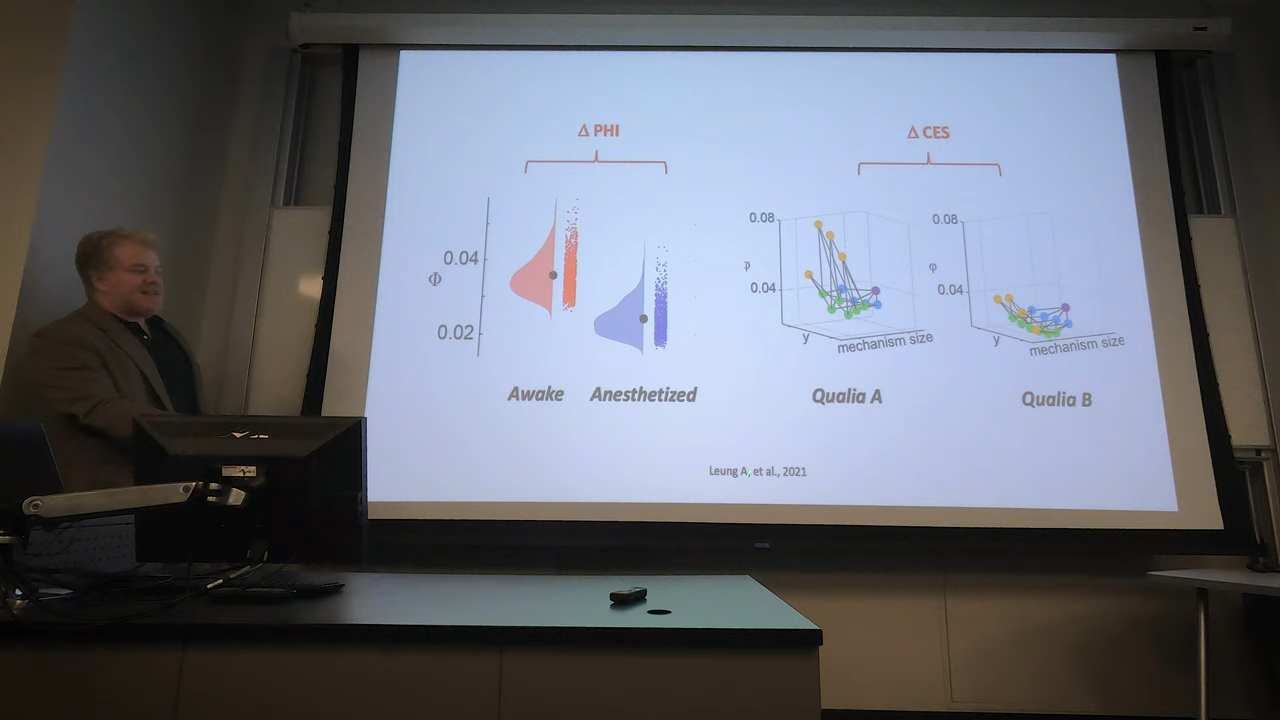 Δ PHI
Δ CES
0.04
Φ
0.02
Awake
Anesthetized
0.08
φ
0.04
y
mechanism size
Qualia A
0.08
φ
0.04
y
mechanism size
Qualia B
Leung A, et al., 2021